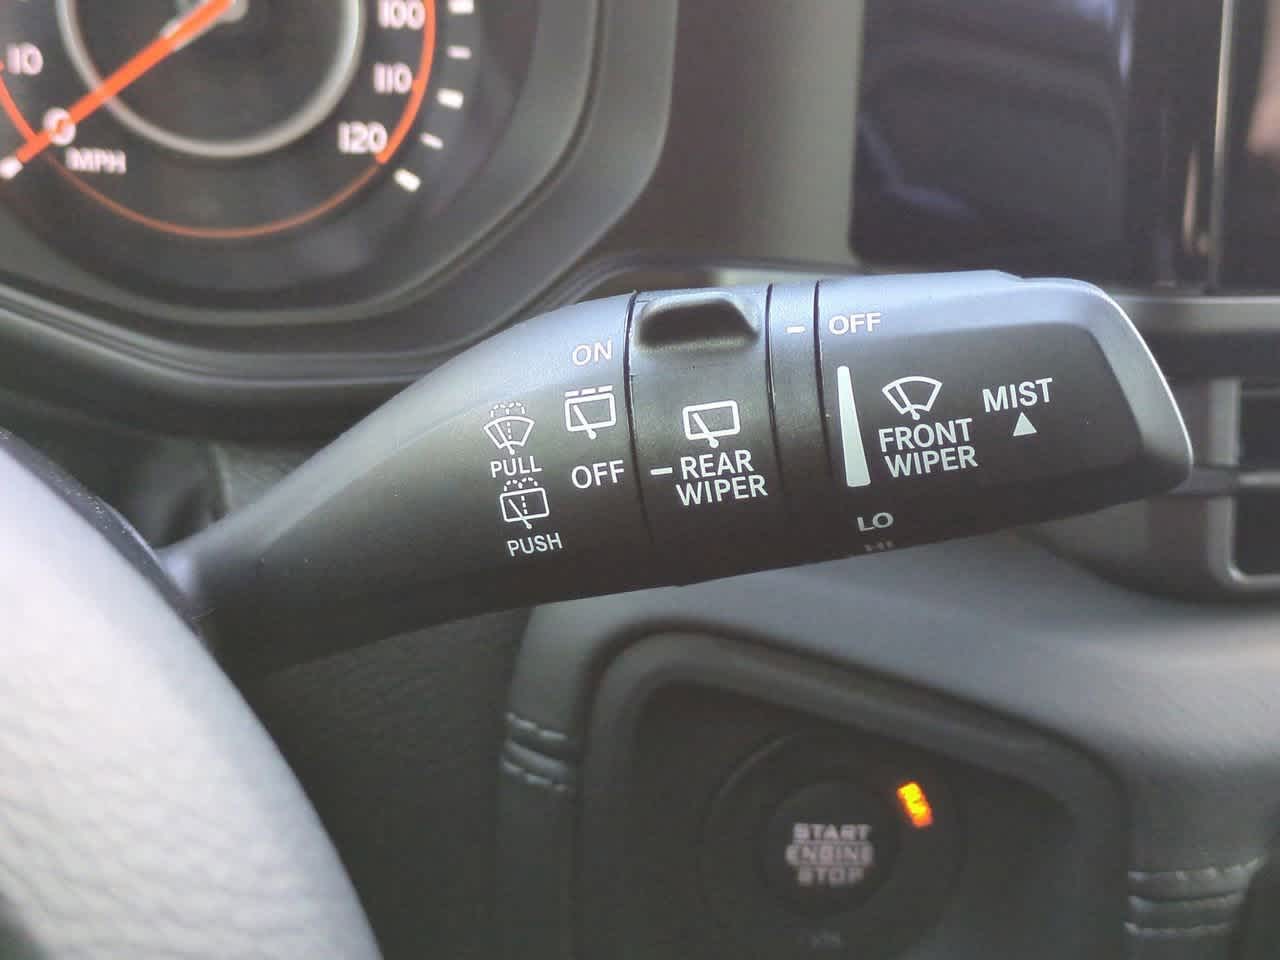 10
MPH
100
110
120
ON
OFF
PULL
PUSH
REAR
WIPER
OFF
FRONT
WIPER
MIST
LO
HI
START
ENGINE
STOP